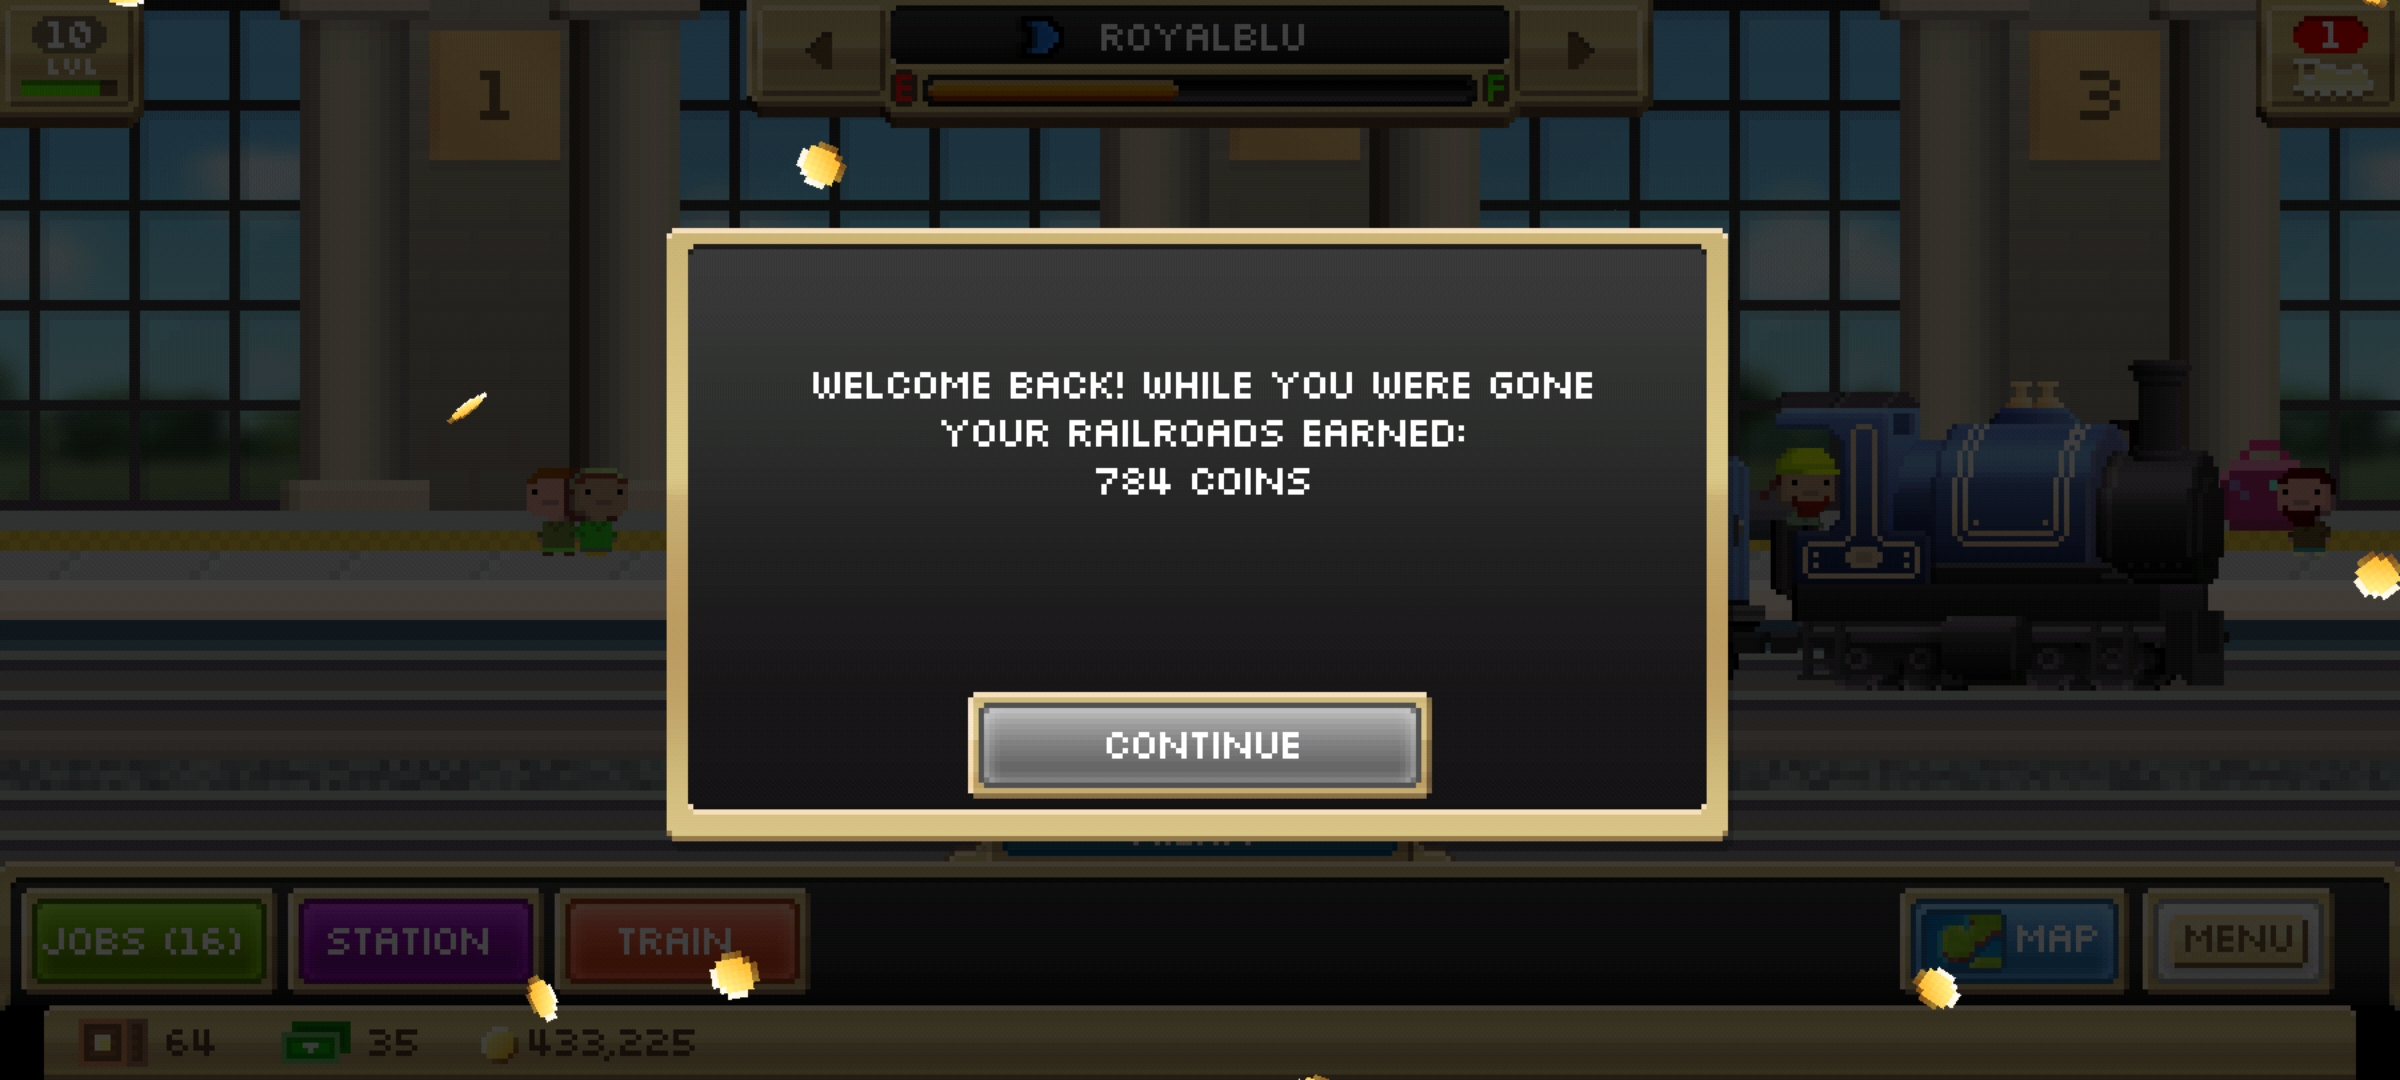 10
LVL
1
ROYALBLU
E
F
1
3
WELCOME BACK! WHILE YOU WERE GONE
YOUR RAILROADS EARNED:
784 COINS
CONTINUE
JOBS (16)
STATION
TRAIN
MAP
MENU
64
35
433,225